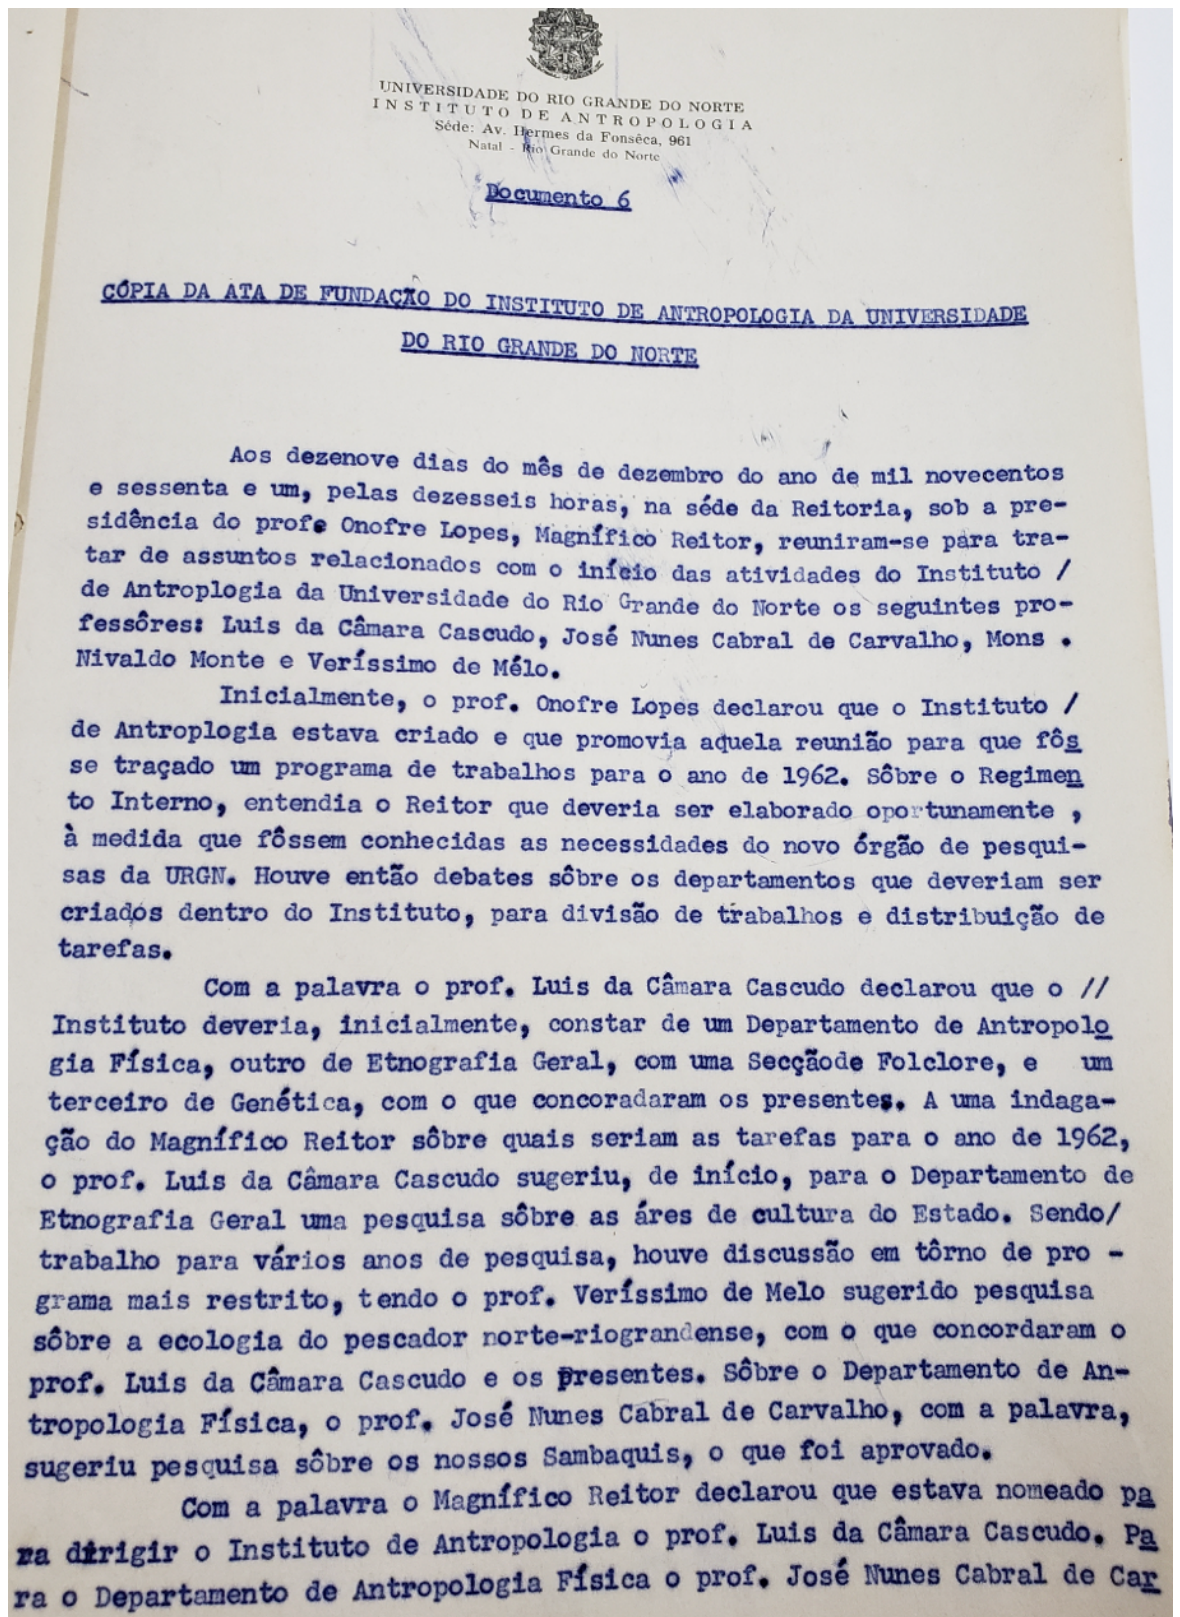 UNIVERSIDADE DO RIO GRANDE DO NORTE
INSTITUTO DE ANTROPOLOGIA
Séde: Av. Hermes da Fonsêca, 961
Natal - Rio Grande do Norte
Documento 6
CÓPIA DA ATA DE FUNDAÇÃO DO INSTITUTO DE ANTROPOLOGIA DA UNIVERSIDADE
DO RIO GRANDE DO NORTE
Aos dezenove dias do mês de dezembro do ano de mil novecentos
e sessenta e um, pelas dezesseis horas, na séde da Reitoria, sob a pre-
sidência do profe Onofre Lopes, Magnífico Reitor, reuniram-se para tra-
tar de assuntos relacionados com o início das atividades do Instituto /
de Antroplogia da Universidade do Rio Grande do Norte os seguintes pro-
fessôres: Luis da Câmara Cascudo, José Nunes Cabral de Carvalho, Mons .
Nivaldo Monte e Veríssimo de Mélo.
Inicialmente, o prof. Onofre Lopes declarou que o Instituto /
de Antroplogia estava criado e que promovia aquela reunião para que fôs
se traçado um programa de trabalhos para o ano de 1962. Sôbre o Regimen
to Interno, entendia o Reitor que deveria ser elaborado oportunamente ,
à medida que fôssem conhecidas as necessidades do novo órgão de pesqui-
sas da URGN. Houve então debates sôbre os departamentos que deveriam ser
criados dentro do Instituto, para divisão de trabalhos e distribuição de
tarefas.
Com a palavra o prof. Luis da Câmara Cascudo declarou que o //
Instituto deveria, inicialmente, constar de um Departamento de Antropolo
gia Física, outro de Etnografia Geral, com uma Secçãode Folclore, e um
terceiro de Genética, com o que concoradaram os presentes. A uma indaga-
ção do Magnífico Reitor sôbre quais seriam as tarefas para o ano de 1962,
o prof. Luis da Câmara Cascudo sugeriu, de início, para o Departamento de
Etnografia Geral uma pesquisa sôbre as áres de cultura do Estado. Sendo/
trabalho para vários anos de pesquisa, houve discussão em tôrno de pro -
grama mais restrito, tendo o prof. Veríssimo de Melo sugerido pesquisa
sôbre a ecologia do pescador norte-riograndense, com o que concordaram o
prof. Luis da Câmara Cascudo e os presentes. Sôbre o Departamento de An-
tropologia Física, o prof. José Nunes Cabral de Carvalho, com a palavra,
sugeriu pesquisa sôbre os nossos Sambaquis, o que foi aprovado.
Com a palavra o Magnífico Reitor declarou que estava nomeado pa
ra dirigir o Instituto de Antropologia o prof. Luis da Câmara Cascudo. Pa
ra o Departamento de Antropologia Física o prof. José Nunes Cabral de Car